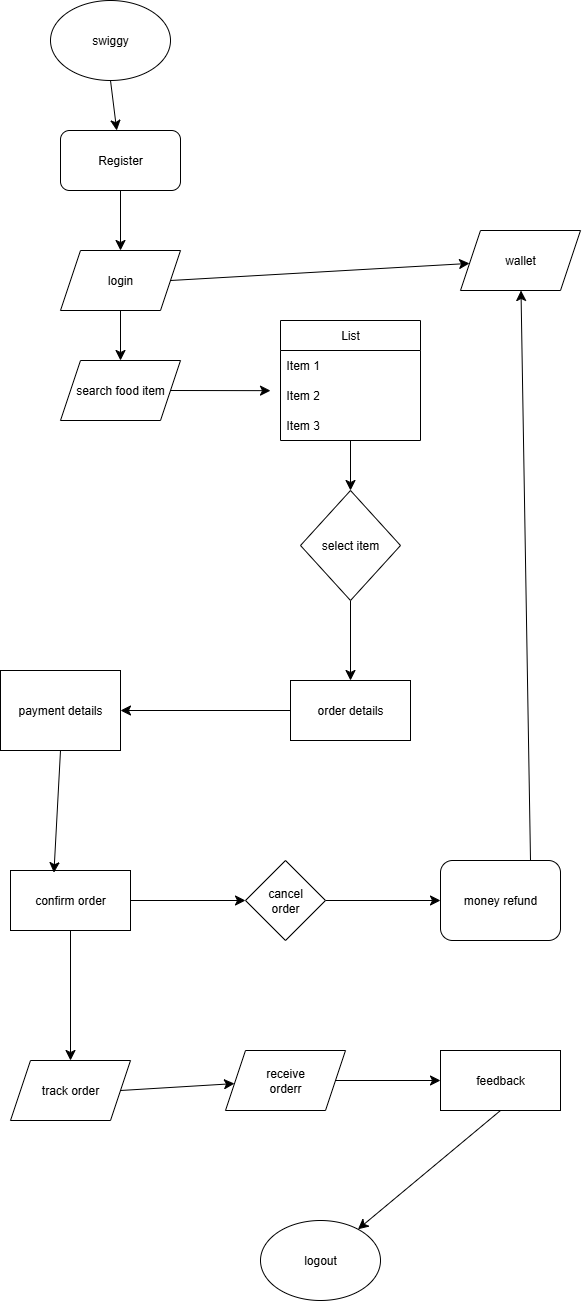 swiggy
Register
login
wallet
search food item
List
Item 1
Item 2
Item 3
select item
payment details
order details
confirm order
cancel
order
money refund
track order
receive
orderr
feedback
logout